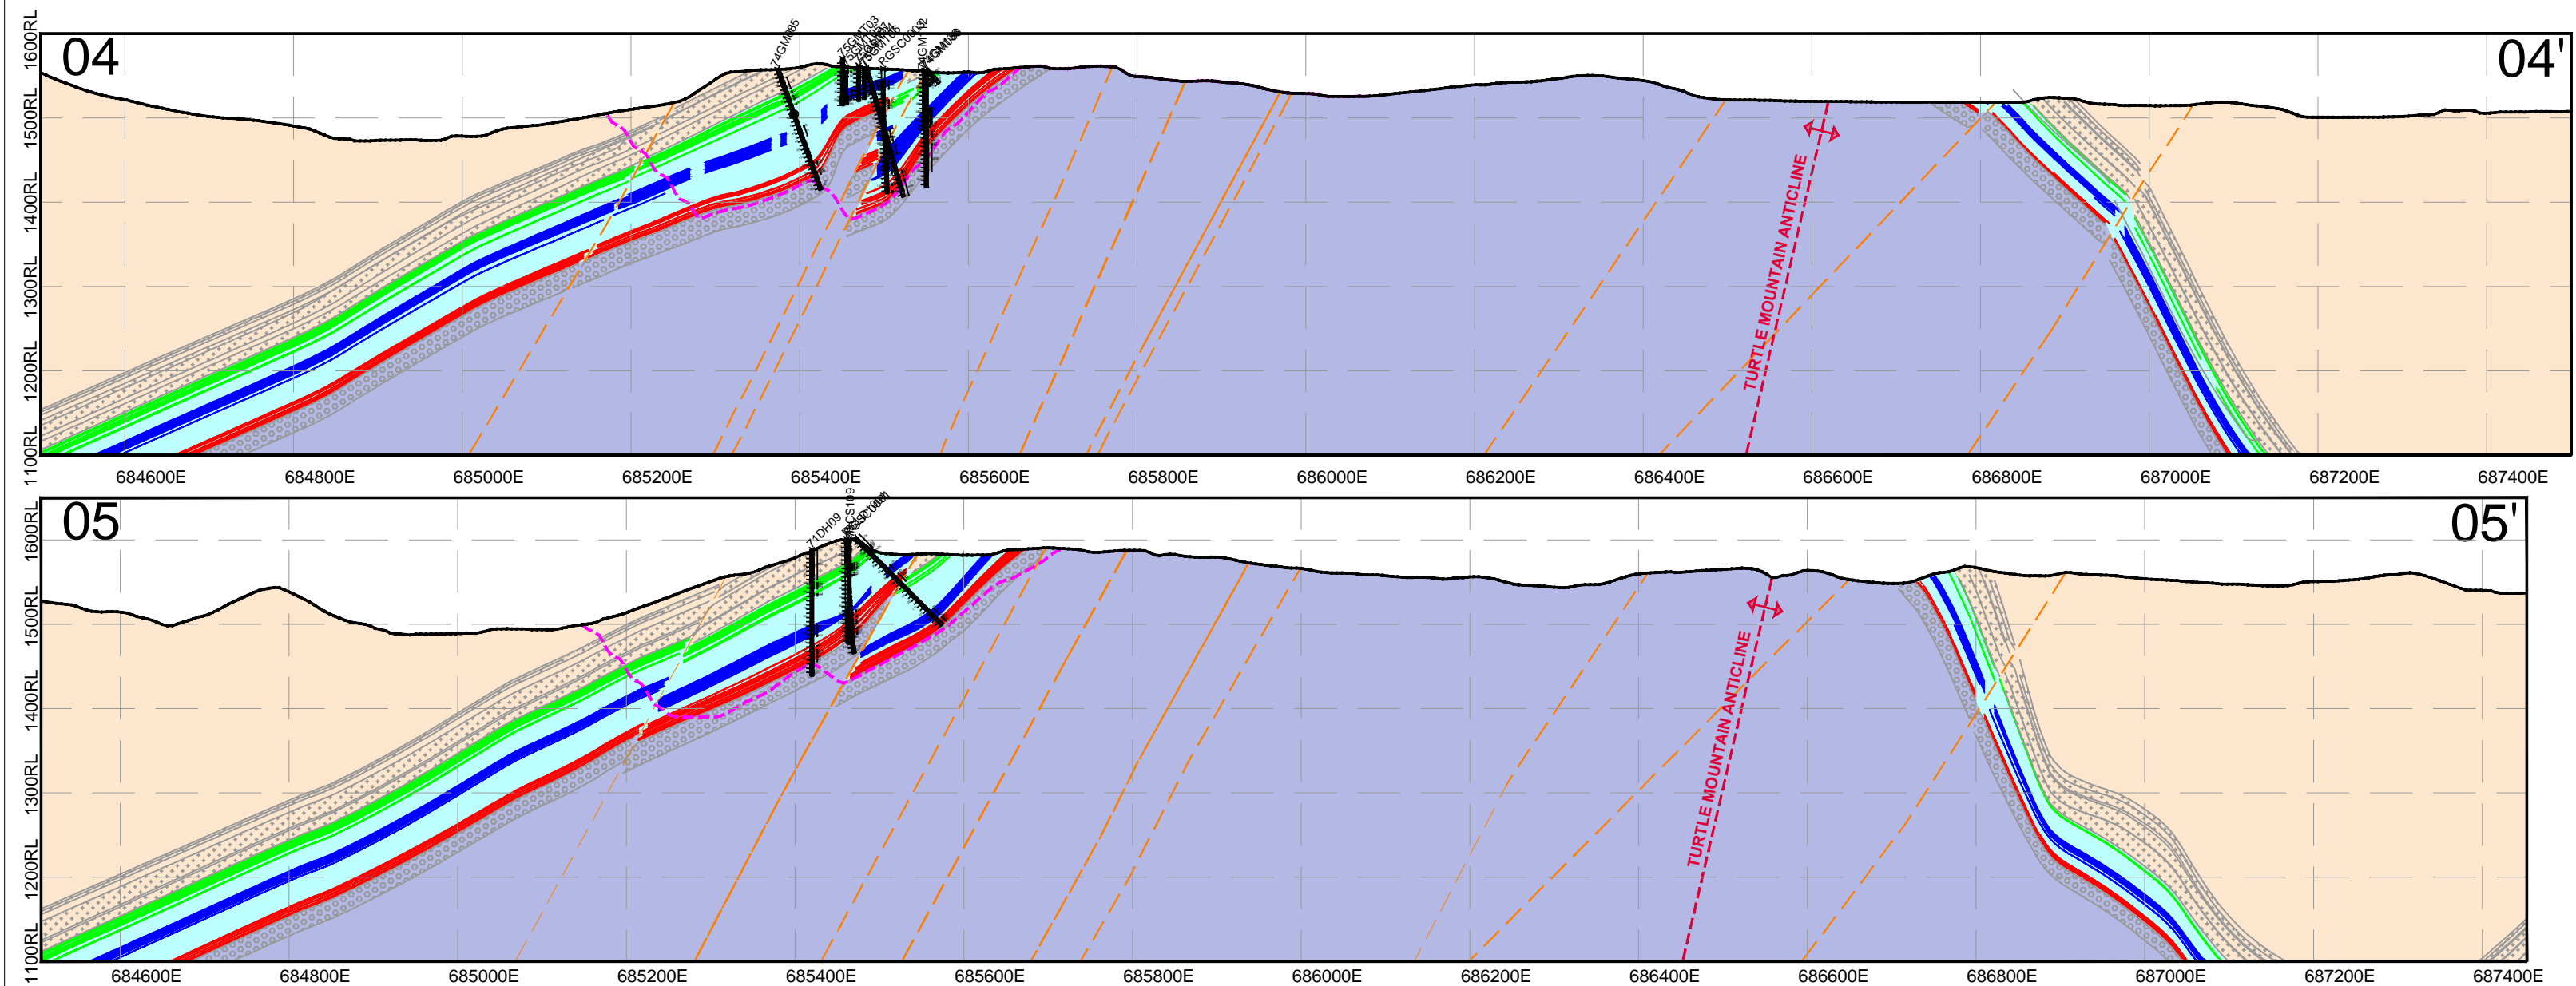 04
04'
1600RL
1500RL
1400RL
1300RL
1200RL
1100RL
74GM085
75GMT03
RGSC0003
TURTLE MOUNTAIN ANTICLINE
684600E
684800E
685000E
685200E
685400E
685600E
685800E
686000E
686200E
686400E
686600E
686800E
687000E
687200E
687400E
05
05'
1600RL
1500RL
1400RL
1300RL
1200RL
1100RL
71DH09
TURTLE MOUNTAIN ANTICLINE
684600E
684800E
685000E
685200E
685400E
685600E
685800E
686000E
686200E
686400E
686600E
686800E
687000E
687200E
687400E